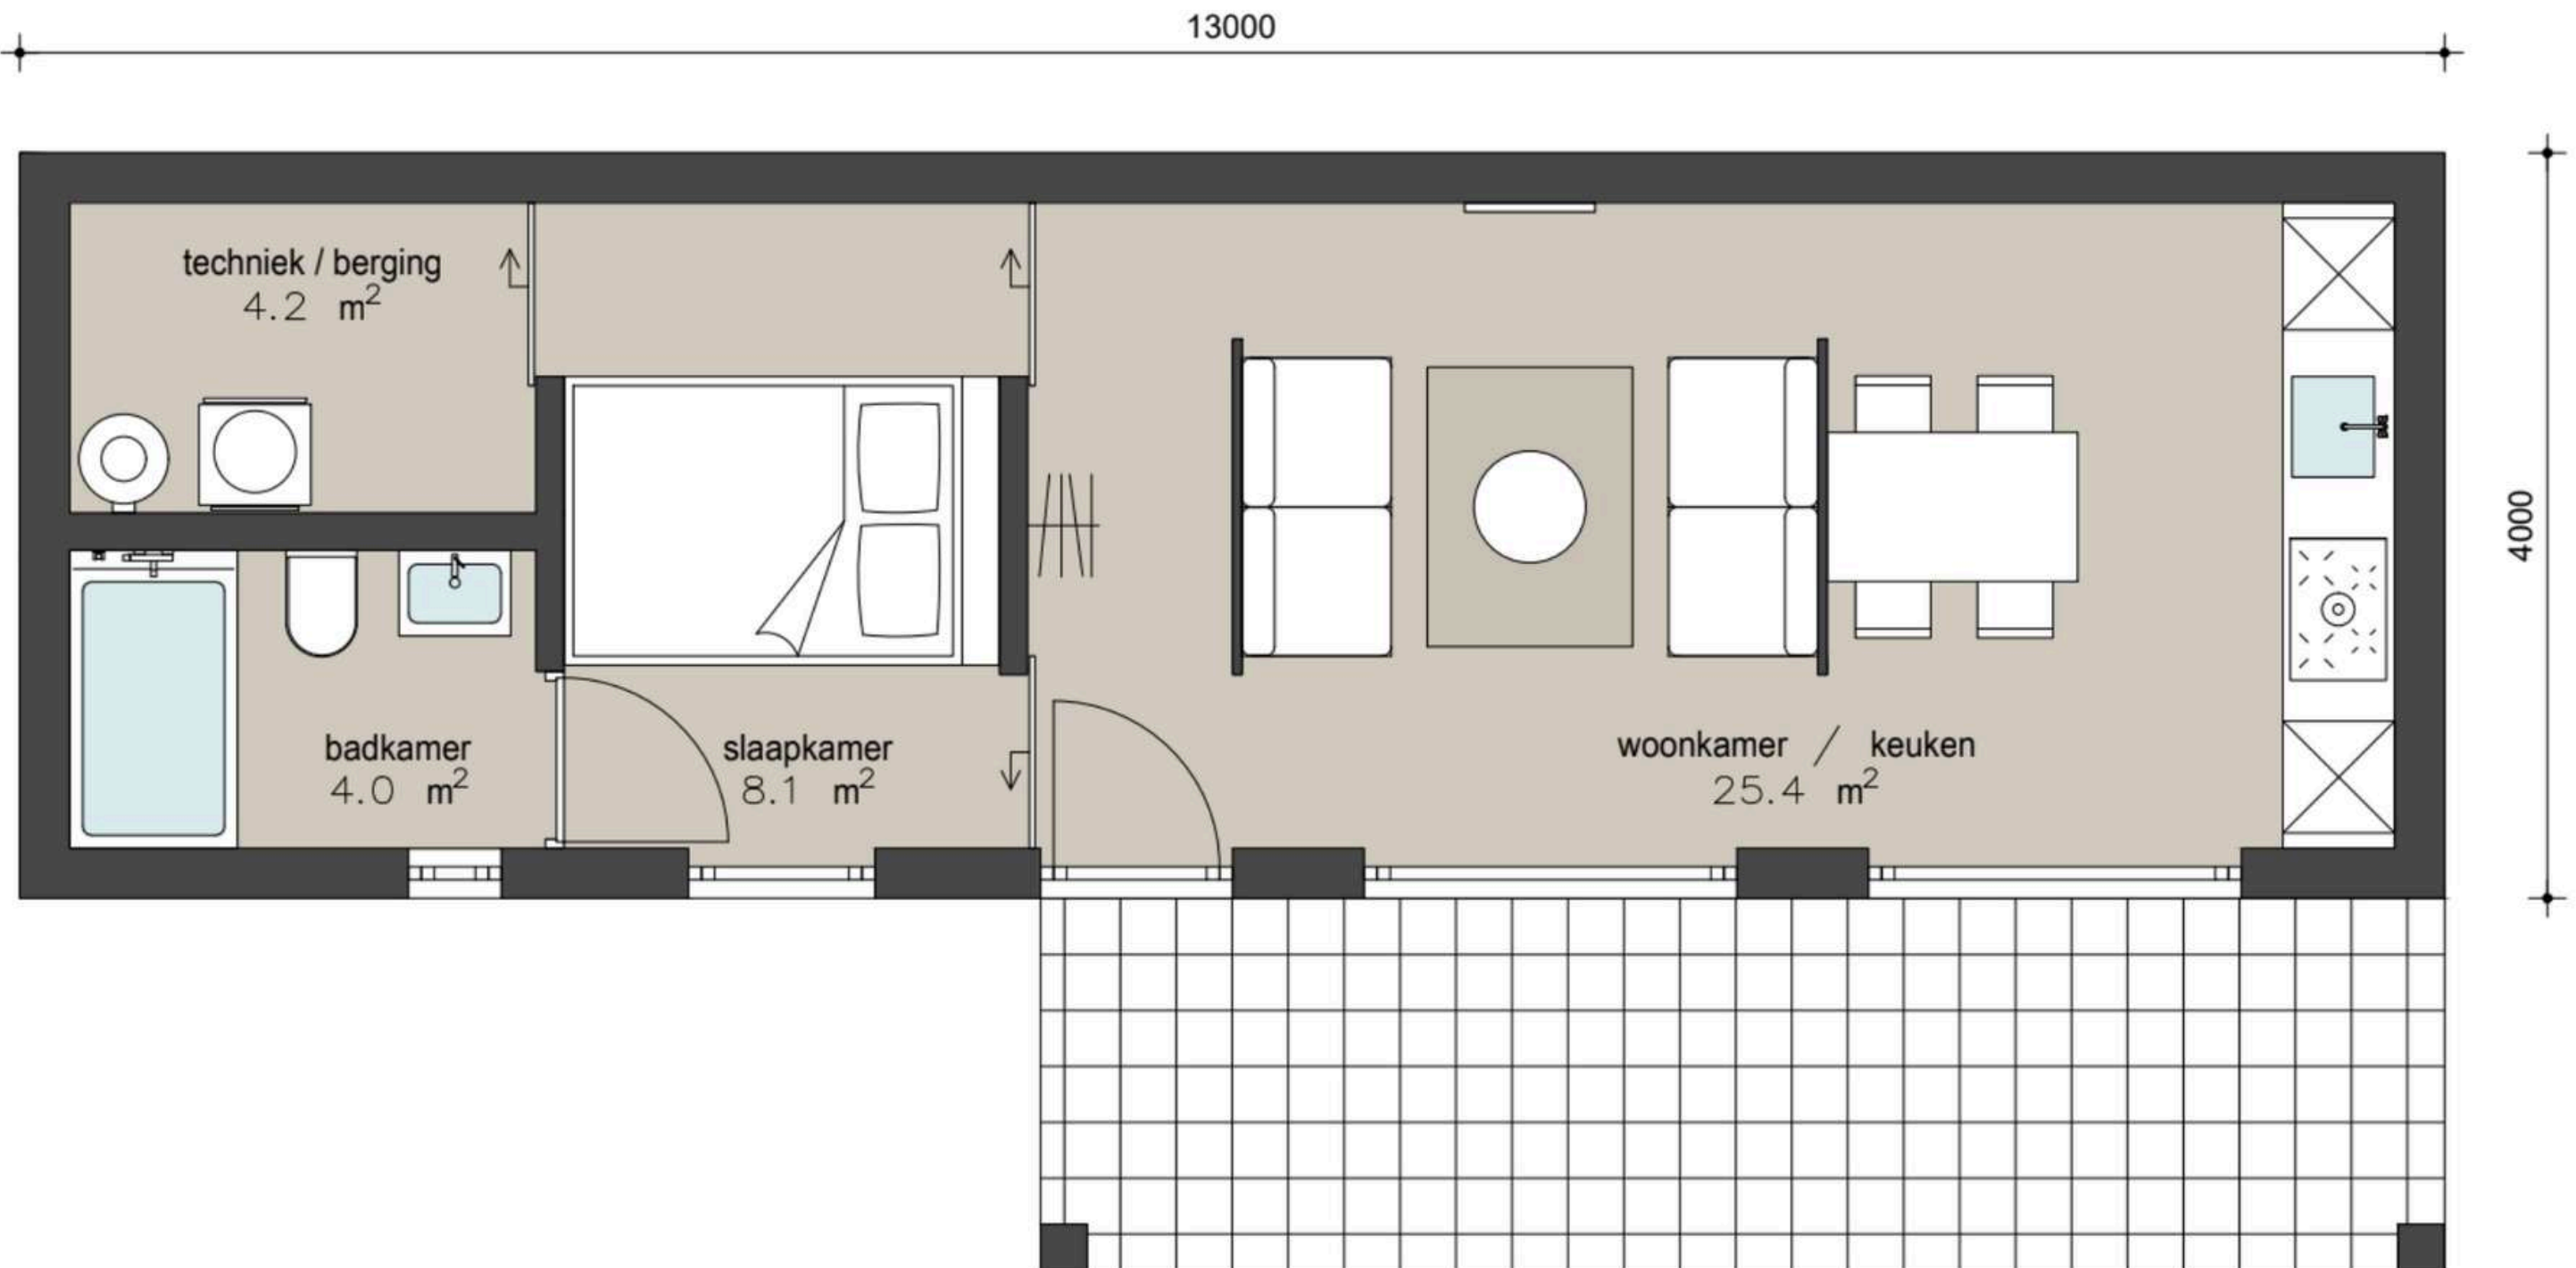 13000
techniek / berging
4.2 m²
4000
badkamer
4.0 m²
slaapkamer
8.1 m²
woonkamer / keuken
25.4 m²